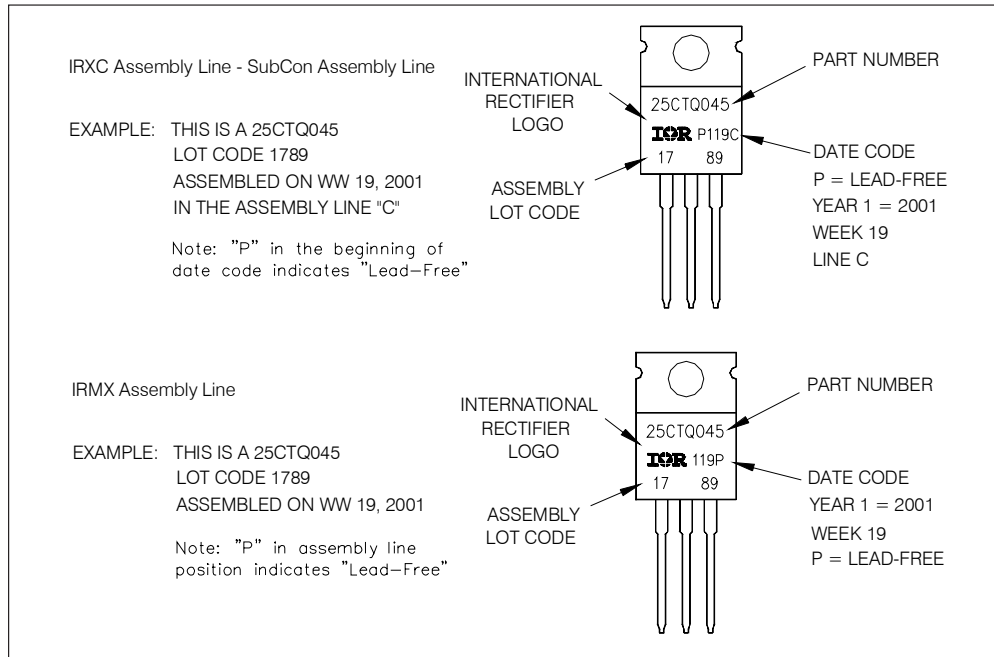 IRXC Assembly Line - SubCon Assembly Line
EXAMPLE: THIS IS A 25CTQ045
LOT CODE 1789
ASSEMBLED ON WW 19, 2001
IN THE ASSEMBLY LINE "C"
Note: "P" in the beginning of
date code indicates "Lead-Free"
INTERNATIONAL
RECTIFIER
LOGO
ASSEMBLY
LOT CODE
25CTQ045
IOR P119C
17 89
PART NUMBER
DATE CODE
P = LEAD-FREE
YEAR 1 = 2001
WEEK 19
LINE C
IRMX Assembly Line
EXAMPLE: THIS IS A 25CTQ045
LOT CODE 1789
ASSEMBLED ON WW 19, 2001
Note: "P" in assembly line
position indicates "Lead-Free"
INTERNATIONAL
RECTIFIER
LOGO
ASSEMBLY
LOT CODE
25CTQ045
IOR 119P
17 89
PART NUMBER
DATE CODE
YEAR 1 = 2001
WEEK 19
P = LEAD-FREE